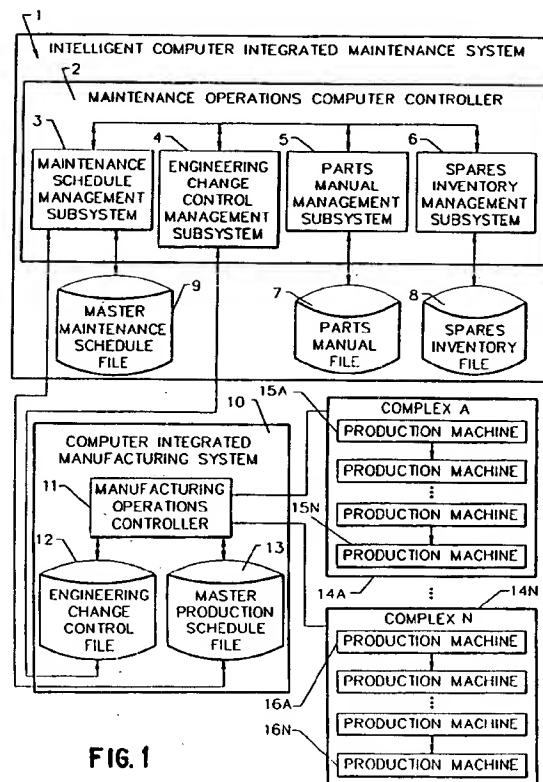 1
INTELLIGENT COMPUTER INTEGRATED MAINTENANCE SYSTEM
2
MAINTENANCE OPERATIONS COMPUTER CONTROLLER
3
MAINTENANCE
SCHEDULE
MANAGEMENT
SUBSYSTEM
4
ENGINEERING
CHANGE
CONTROL
MANAGEMENT
SUBSYSTEM
5
PARTS
MANUAL
MANAGEMENT
SUBSYSTEM
6
SPARES
INVENTORY
MANAGEMENT
SUBSYSTEM
9
MASTER
MAINTENANCE
SCHEDULE
FILE
7
PARTS
MANUAL
FILE
8
SPARES
INVENTORY
FILE
10
COMPUTER INTEGRATED
MANUFACTURING SYSTEM
11
MANUFACTURING
OPERATIONS
CONTROLLER
12
ENGINEERING
CHANGE
CONTROL
FILE
13
MASTER
PRODUCTION
SCHEDULE
FILE
15A
COMPLEX A
PRODUCTION MACHINE
PRODUCTION MACHINE
PRODUCTION MACHINE
15N
PRODUCTION MACHINE
14A
14N
COMPLEX N
PRODUCTION MACHINE
16A
PRODUCTION MACHINE
PRODUCTION MACHINE
16N
PRODUCTION MACHINE
FIG. 1